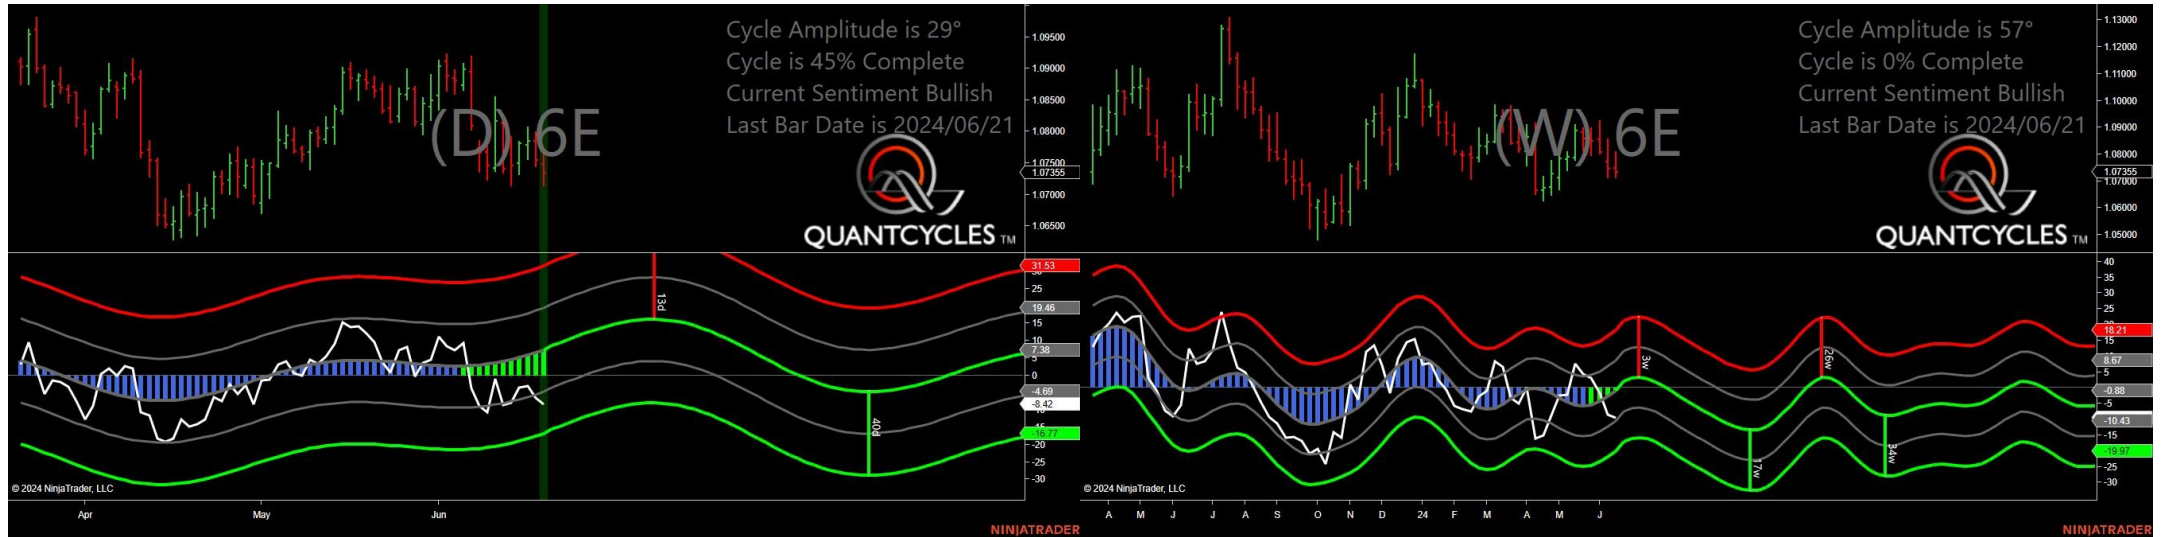 Cycle Amplitude is 29°
Cycle is 45% Complete
Current Sentiment Bullish
Last Bar Date is 2024/06/21
(D) 6E
QUANTCYCLES TM
1.09500
1.09000
1.08500
1.08000
1.07500
1.07355
1.07000
1.06500
31.53
25
19.46
15
10
7.38
5
0
-4.69
-8.42
-16.77
-20
-25
-30
13d
40d
© 2024 NinjaTrader, LLC
Apr
May
Jun
NINJATRADER
Cycle Amplitude is 57°
Cycle is 0% Complete
Current Sentiment Bullish
Last Bar Date is 2024/06/21
(W) 6E
QUANTCYCLES TM
1.13000
1.12000
1.11000
1.10000
1.09000
1.08000
1.07355
1.07000
1.06000
1.05000
40
35
30
25
18.21
15
8.67
5
-0.88
-5
-10.43
-15
-19.97
-25
-30
3w
26w
17w
34w
© 2024 NinjaTrader, LLC
A M J J A S O N D 24 F M A M J
NINJATRADER